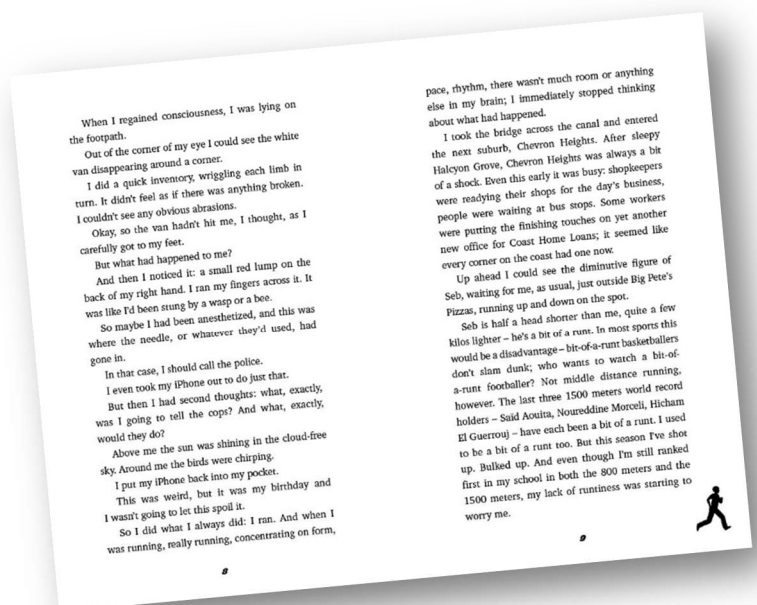 When I regained consciousness, I was lying on
the footpath.
Out of the corner of my eye I could see the white
van disappearing around a corner.
I did a quick inventory, wriggling each limb in
turn. It didn't feel as if there was anything broken.
I couldn't see any obvious abrasions.
Okay, so the van hadn't hit me, I thought, as I
carefully got to my feet.
But what had happened to me?
And then I noticed it: a small red lump on the
back of my right hand. I ran my fingers across it. It
was like I'd been stung by a wasp or a bee.
So maybe I had been anesthetized, and this was
where the needle, or whatever they'd used, had
gone in.
In that case, I should call the police.
I even took my iPhone out to do just that.
But then I had second thoughts: what, exactly,
was I going to tell the cops? And what, exactly,
would they do?
Above me the sun was shining in the cloud-free
sky. Around me the birds were chirping.
I put my iPhone back into my pocket.
This was weird, but it was my birthday and
I wasn't going to let this spoil it.
So I did what I always did: I ran. And when I
was running, really running, concentrating on form,
8
pace, rhythm, there wasn't much room or anything
else in my brain; I immediately stopped thinking
about what had happened.
I took the bridge across the canal and entered
the next suburb, Chevron Heights. After sleepy
Halcyon Grove, Chevron Heights was always a bit
of a shock. Even this early it was busy: shopkeepers
were readying their shops for the day's business,
people were waiting at bus stops. Some workers
were putting the finishing touches on yet another
new office for Coast Home Loans; it seemed like
every corner on the coast had one now.
Up ahead I could see the diminutive figure of
Seb, waiting for me, as usual, just outside Big Pete's
Pizzas, running up and down on the spot.
Seb is half a head shorter than me, quite a few
kilos lighter – he's a bit of a runt. In most sports this
would be a disadvantage – bit-of-a-runt basketballers
don't slam dunk; who wants to watch a bit-of-
a-runt footballer? Not middle distance running,
however. The last three 1500 meters world record
holders – Saïd Aouita, Noureddine Morceli, Hicham
El Guerrouj – have each been a bit of a runt. I used
to be a bit of a runt too. But this season I've shot
up. Bulked up. And even though I'm still ranked
first in my school in both the 800 meters and the
1500 meters, my lack of runtiness was starting to
worry me.
9